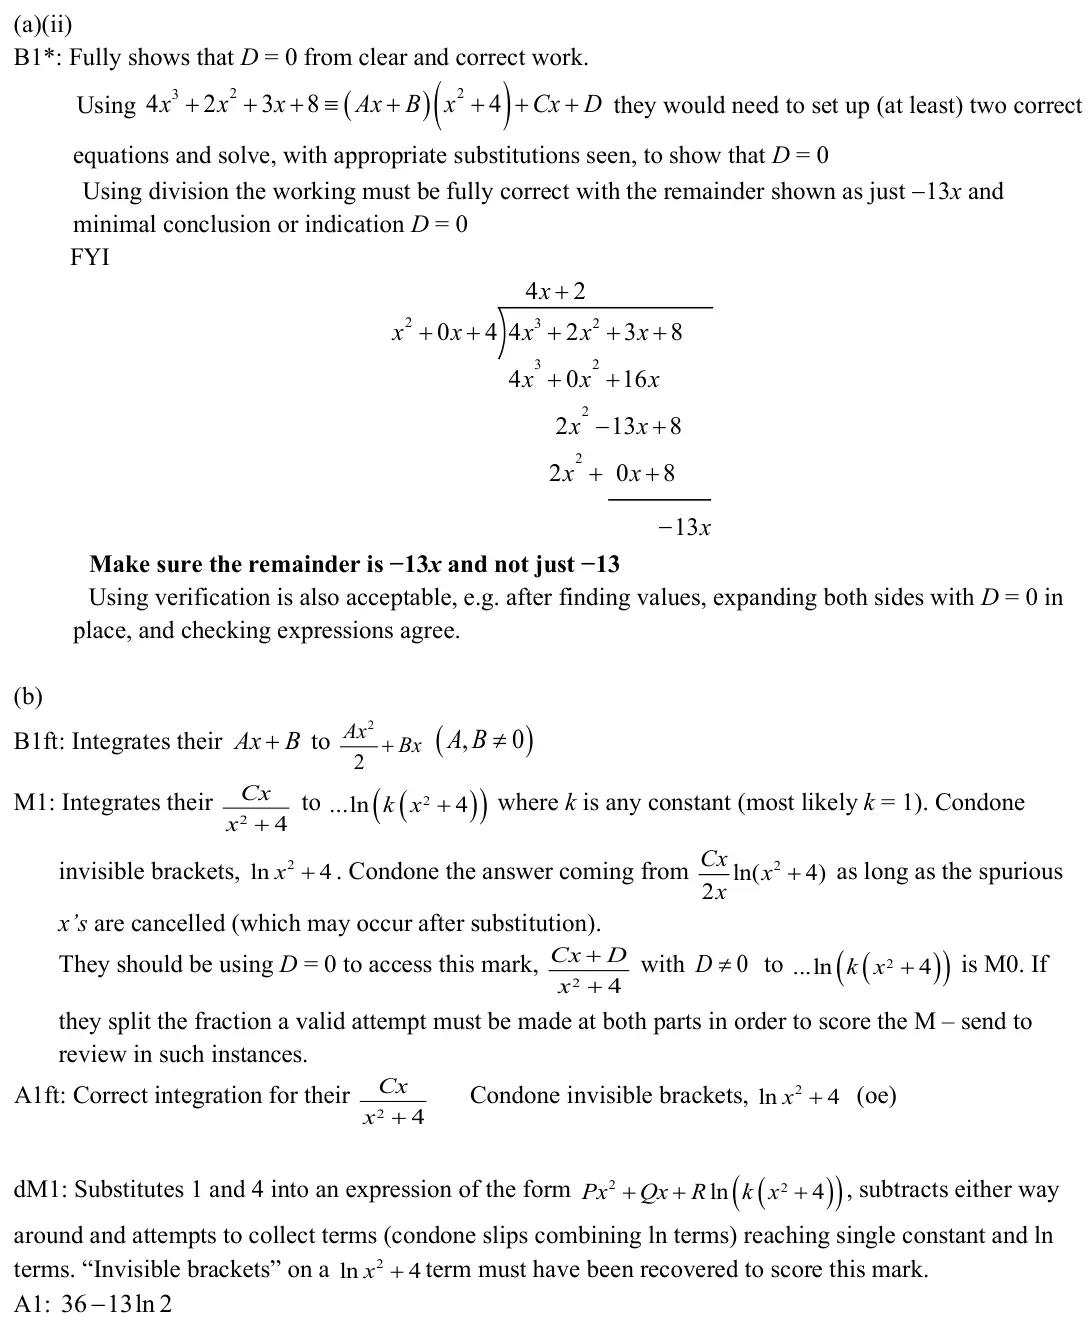 (a)(ii)
B1*: Fully shows that D = 0 from clear and correct work.
Using 4x³ + 2x² + 3x + 8 ≡ (Ax + B)(x² + 4) + Cx + D they would need to set up (at least) two correct
equations and solve, with appropriate substitutions seen, to show that D = 0
Using division the working must be fully correct with the remainder shown as just –13x and
minimal conclusion or indication D = 0
FYI
4x + 2
x² + 0x + 4)4x³ + 2x² + 3x + 8
4x³ + 0x² + 16x
2x² – 13x + 8
2x² + 0x + 8
–13x
Make sure the remainder is −13x and not just −13
Using verification is also acceptable, e.g. after finding values, expanding both sides with D = 0 in
place, and checking expressions agree.
(b)
B1ft: Integrates their Ax + B to Ax²/2 + Bx (A, B ≠ 0)
M1: Integrates their Cx/(x² + 4) to ...ln(k(x² + 4)) where k is any constant (most likely k = 1). Condone
invisible brackets, ln x² + 4. Condone the answer coming from Cx/2x ln(x² + 4) as long as the spurious
x's are cancelled (which may occur after substitution).
They should be using D = 0 to access this mark, (Cx + D)/(x² + 4) with D ≠ 0 to ...ln(k(x² + 4)) is M0. If
they split the fraction a valid attempt must be made at both parts in order to score the M – send to
review in such instances.
A1ft: Correct integration for their Cx/(x² + 4) Condone invisible brackets, ln x² + 4 (oe)
dM1: Substitutes 1 and 4 into an expression of the form Px² + Qx + R ln(k(x² + 4)), subtracts either way
around and attempts to collect terms (condone slips combining ln terms) reaching single constant and ln
terms. “Invisible brackets” on a ln x² + 4 term must have been recovered to score this mark.
A1: 36 – 13 ln 2